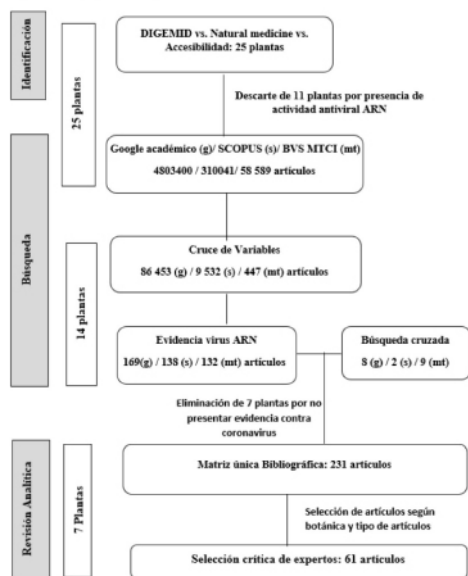 Identificación
25 plantas
DIGEMID vs. Natural medicine vs.
Accesibilidad: 25 plantas
Descarte de 11 plantas por presencia de
actividad antiviral ARN
Búsqueda
Google académico (g)/ SCOPUS (s)/ BVS MTCI (mt)
4803400 / 310041/ 58 589 artículos
14 plantas
Cruce de Variables
86 453 (g) / 9 532 (s) / 447 (mt) artículos
Evidencia virus ARN
169(g) / 138 (s) / 132 (mt) artículos
Búsqueda cruzada
8 (g) / 2 (s) / 9 (mt)
Eliminación de 7 plantas por no
presentar evidencia contra
coronavirus
Revisión Analítica
7 Plantas
Matriz única Bibliográfica: 231 artículos
Selección de artículos según
botánica y tipo de artículos
Selección crítica de expertos: 61 artículos